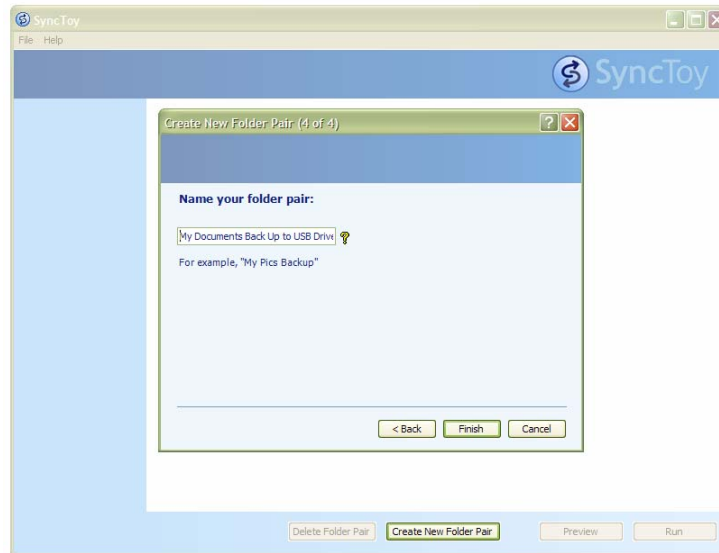 SyncToy
File Help
SyncToy
Create New Folder Pair (4 of 4)
Name your folder pair:
My Documents Back Up to USB Drive
For example, "My Pics Backup"
< Back Finish Cancel
Delete Folder Pair Create New Folder Pair Preview Run